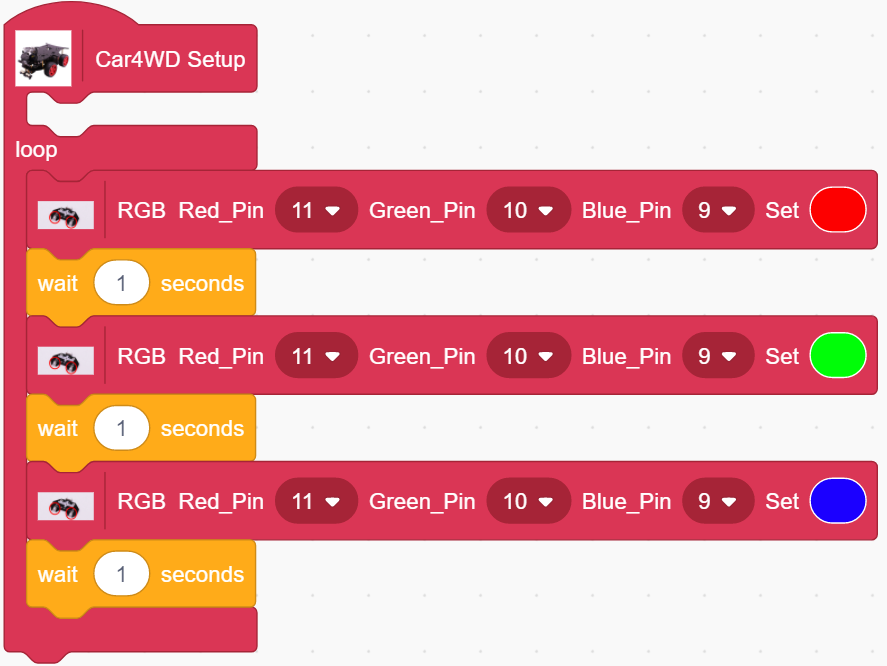 Car4WD Setup
loop
RGB Red_Pin 11 Green_Pin 10 Blue_Pin 9 Set
wait 1 seconds
RGB Red_Pin 11 Green_Pin 10 Blue_Pin 9 Set
wait 1 seconds
RGB Red_Pin 11 Green_Pin 10 Blue_Pin 9 Set
wait 1 seconds